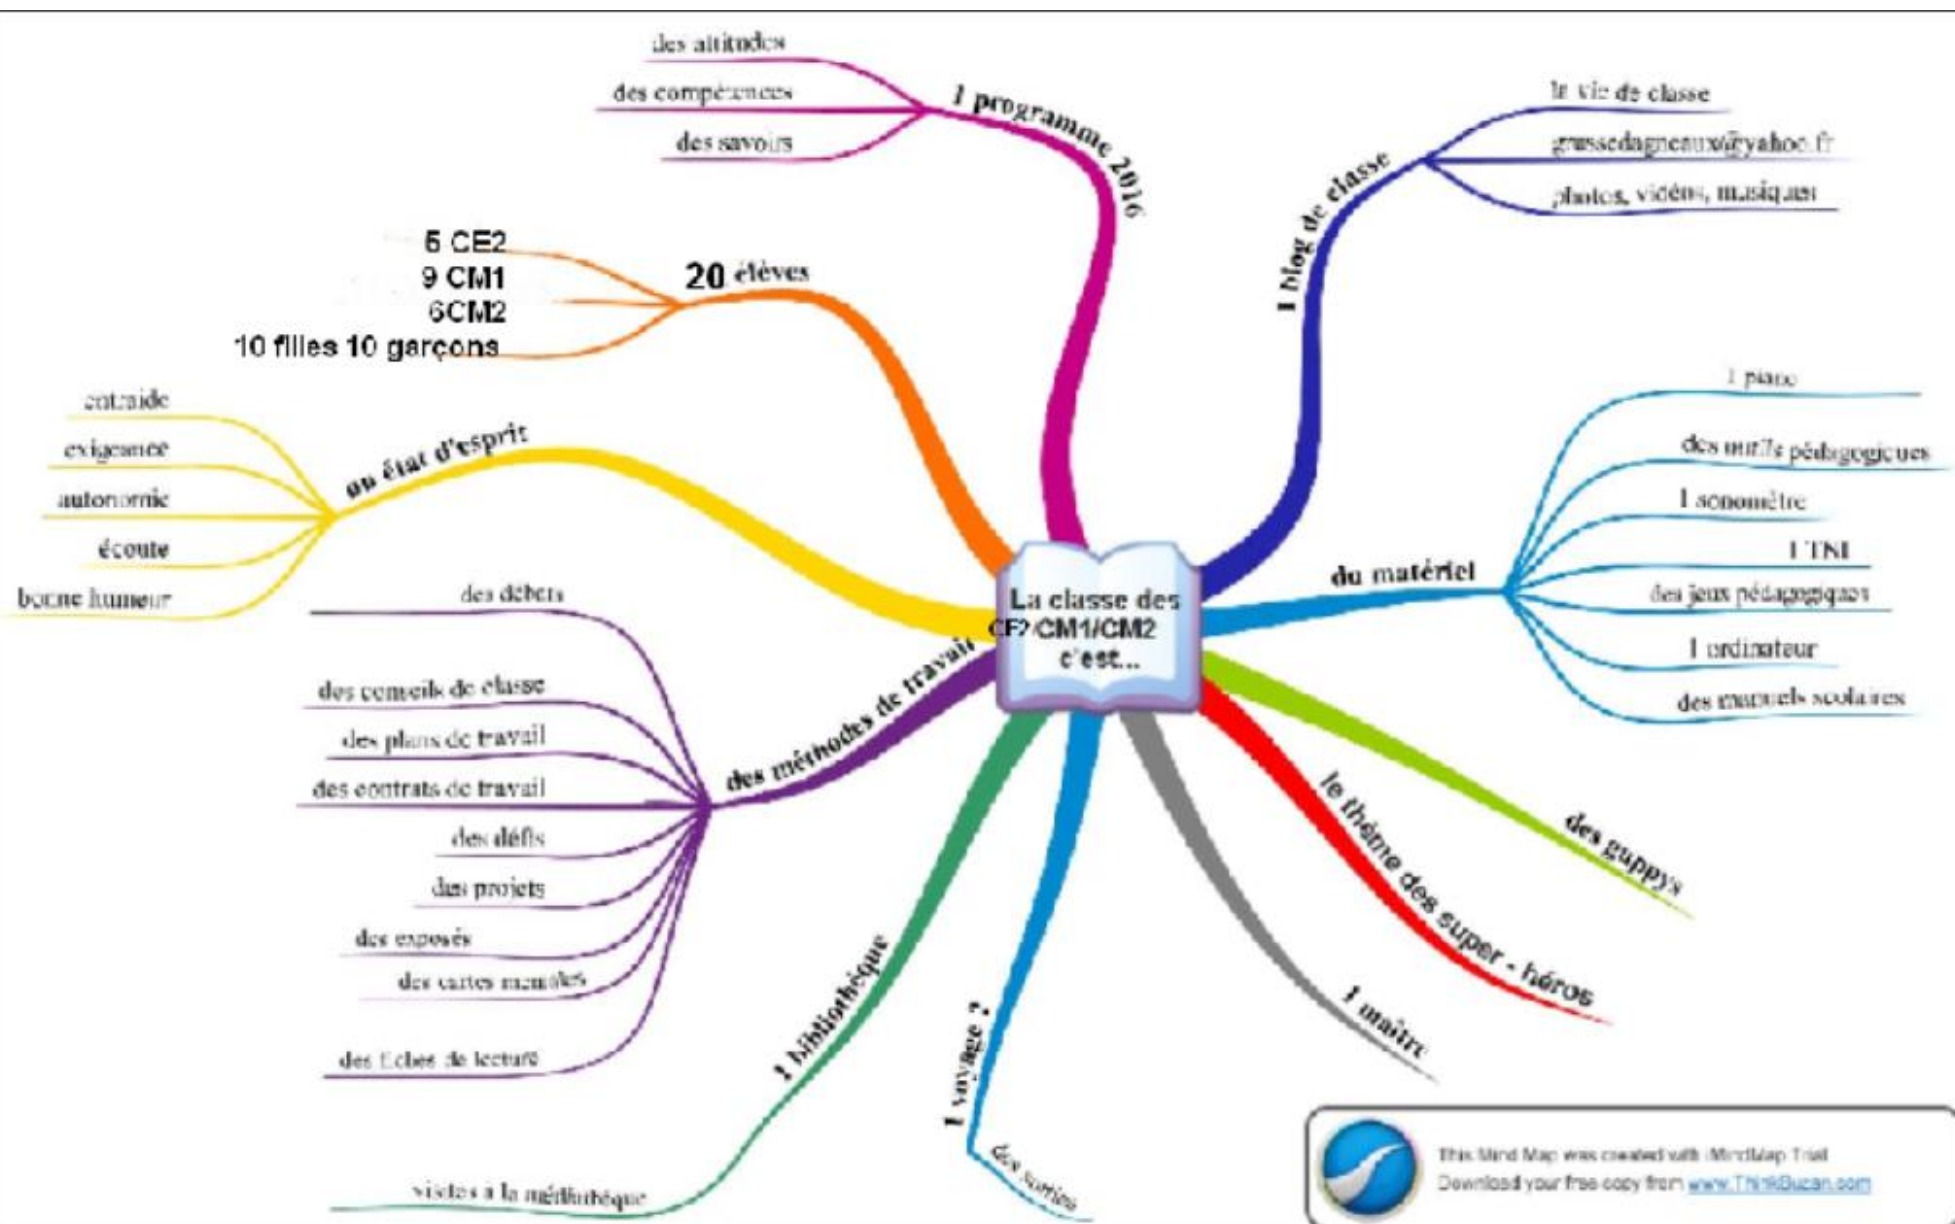 La classe des
CE2/CM1/CM2
c'est...
1 programme 2016
des attitudes
des compétences
des savoirs
20 élèves
5 CE2
9 CM1
6CM2
10 filles 10 garçons
un état d'esprit
entraide
exigeance
autonomie
écoute
bonne humeur
des méthodes de travail
des débats
des conseils de classe
des plans de travail
des contrats de travail
des défis
des projets
des exposés
des cartes mentales
des fiches de lecture
1 bibliothèque
visites à la médiathèque
1 voyage ?
des sorties
1 maître
le thème des super - héros
des guppys
du matériel
1 piano
des outils pédagogiques
1 sonomètre
1 TNI
des jeux pédagogiques
1 ordinateur
des manuels scolaires
1 blog de classe
la vie de classe
grussedagneaux@yahoo.fr
photos, vidéos, musiques
This Mind Map was created with iMindMap Trial
Download your free copy from www.ThinkBuzan.com